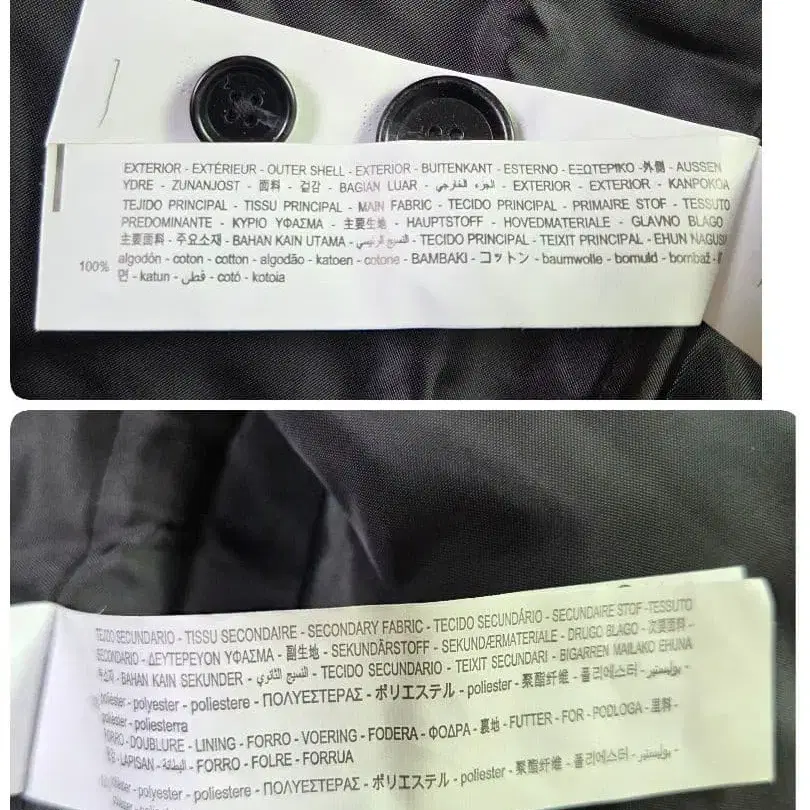 EXTERIOR - EXTÉRIEUR - OUTER SHELL - EXTERIOR - BUITENKANT - ESTERNO - ΕΞΩΤΕΡΙΚΟ -外側 - AUSSEN
YDRE - ZUNANJOST - 面料 - 겉감 - BAGIAN LUAR - الجزء الخارجي - EXTERIOR - EXTERIOR - KANPOKOA
TEJIDO PRINCIPAL - TISSU PRINCIPAL - MAIN FABRIC - TECIDO PRINCIPAL - PRIMAIRE STOF - TESSUTO
PREDOMINANTE - ΚΥΡΙΟ ΥΦΑΣΜΑ - 主要生地 - HAUPTSTOFF - HOVEDMATERIALE - GLAVNO BLAGO
主要面料 - 주요소재 - BAHAN KAIN UTAMA - النسيج الرئيسي - TECIDO PRINCIPAL - TEIXIT PRINCIPAL - EHUN NAGUSI
100% algodón - coton - cotton - algodão - katoen - cotone - BAMBAKI - コットン - baumwolle - bomuld - bombaž -
면 - katun - قطن - cotó - kotoia
TEJIDO SECUNDARIO - TISSU SECONDAIRE - SECONDARY FABRIC - TECIDO SECUNDÁRIO - SECUNDAIRE STOF -TESSUTO
SECONDARIO - ΔΕΥΤΕΡΕΥΟΝ ΥΦΑΣΜΑ - 副生地 - SEKUNDÄRSTOFF - SEKUNDÆRMATERIALE - DRUGO BLAGO - 次要面料 -
BAHAN KAIN SEKUNDER - النسيج الثانوي - TECIDO SECUNDARIO - TEIXIT SECUNDARI - BIGARREN MAILAKO EHUNA
poliester - polyester - poliestere - ΠΟΛΥΕΣΤΕΡΑΣ - ポリエステル - poliester - 聚酯纤维 - 폴리에스터 - بوليستير -
poliester - poliesterra
FORRO - DOUBLURE - LINING - FORRO - VOERING - FODERA - ΦΟΔΡΑ - 裏地 - FUTTER - FOR - PODLOGA - 里料 -
LAPISAN - البطانة - FORRO - FOLRE - FORRUA
poliester - polyester - poliestere - ΠΟΛΥΕΣΤΕΡΑΣ - ポリエステル - poliester - 聚酯纤维 - 폴리에스터 - بوليستير -